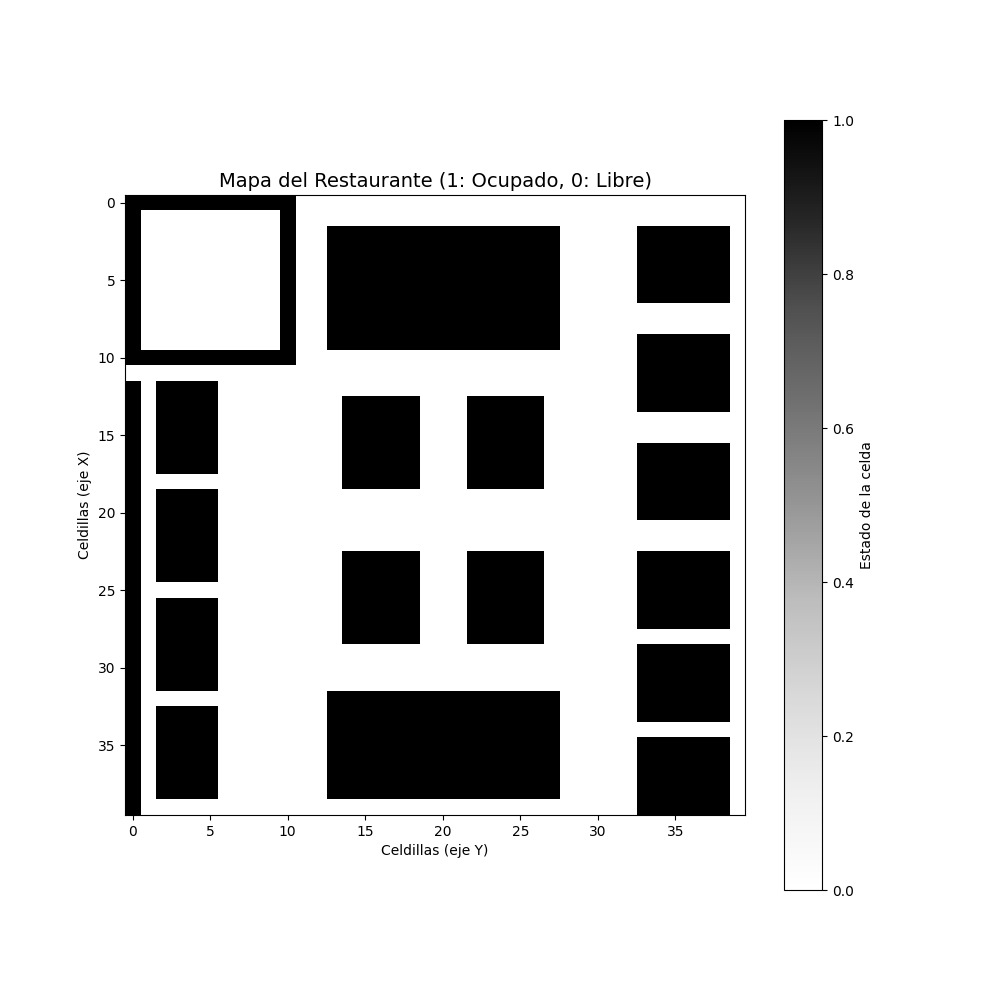 Mapa del Restaurante (1: Ocupado, 0: Libre)
0
5
10
15
20
25
30
35
Celdillas (eje X)
0 5 10 15 20 25 30 35
Celdillas (eje Y)
1.0
0.8
0.6
0.4
0.2
0.0
Estado de la celda